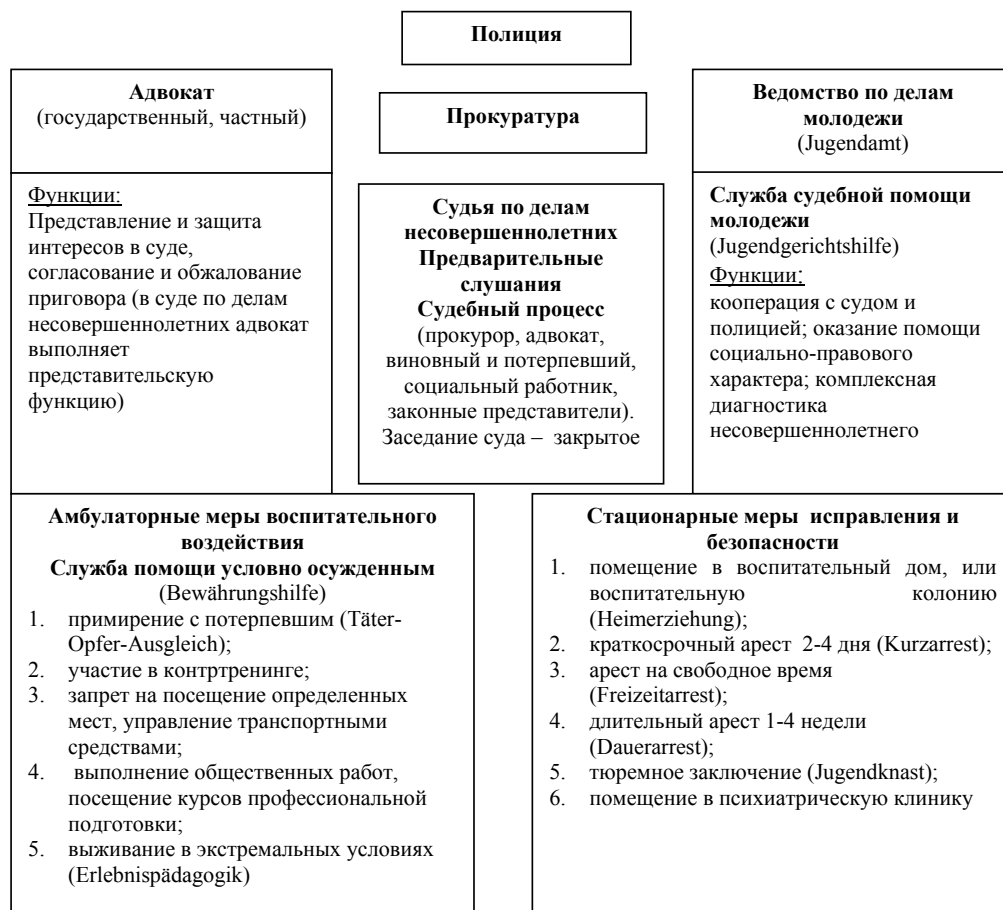 Полиция
Адвокат
(государственный, частный)
Прокуратура
Ведомство по делам
молодежи
(Jugendamt)
Функции:
Представление и защита
интересов в суде,
согласование и обжалование
приговора (в суде по делам
несовершеннолетних адвокат
выполняет
представительскую
функцию)
Судья по делам
несовершеннолетних
Предварительные
слушания
Судебный процесс
(прокурор, адвокат,
виновный и потерпевший,
социальный работник,
законные представители).
Заседание суда – закрытое
Служба судебной помощи
молодежи
(Jugendgerichtshilfe)
Функции:
кооперация с судом и
полицией; оказание помощи
социально-правового
характера; комплексная
диагностика
несовершеннолетнего
Амбулаторные меры воспитательного
воздействия
Служба помощи условно осужденным
(Bewährungshilfe)
1. примирение с потерпевшим (Täter-
Opfer-Ausgleich);
2. участие в контртренинге;
3. запрет на посещение определенных
мест, управление транспортными
средствами;
4. выполнение общественных работ,
посещение курсов профессиональной
подготовки;
5. выживание в экстремальных условиях
(Erlebnispädagogik)
Стационарные меры исправления и
безопасности
1. помещение в воспитательный дом, или
воспитательную колонию
(Heimerziehung);
2. краткосрочный арест 2-4 дня (Kurzarrest);
3. арест на свободное время
(Freizeitarrest);
4. длительный арест 1-4 недели
(Dauerarrest);
5. тюремное заключение (Jugendknast);
6. помещение в психиатрическую клинику